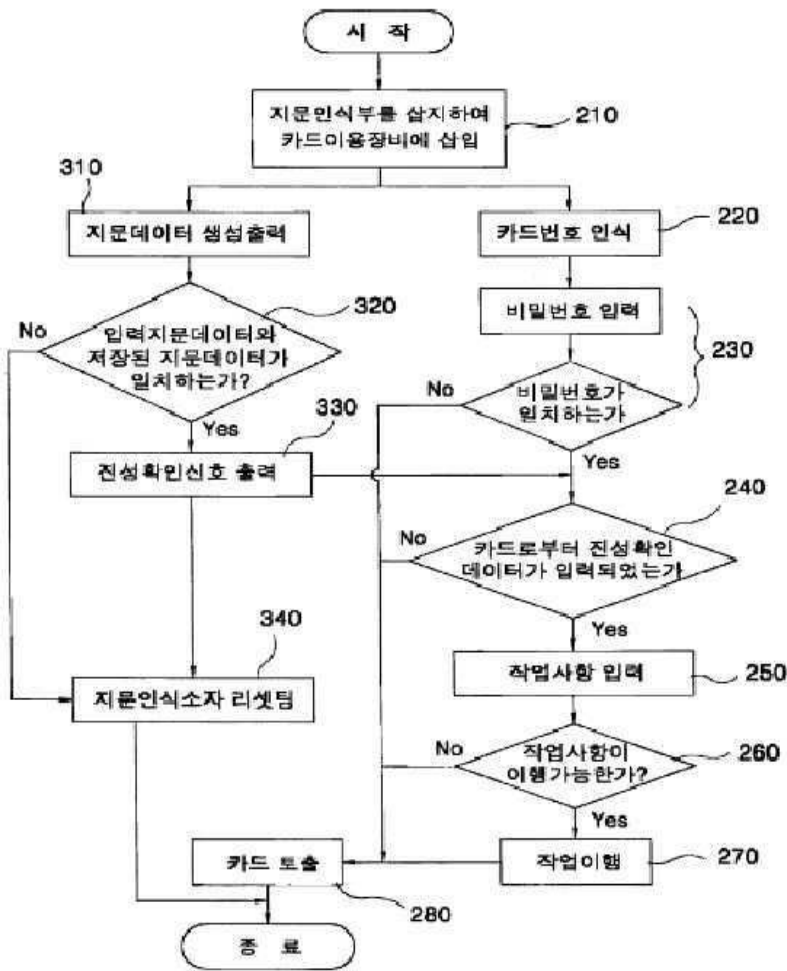 시 작
지문인식부를 삽지하여
카드이용장비에 삽입
210
310
지문데이터 생성출력
220
카드번호 인식
320
No
입력지문데이터와
저장된 지문데이터가
일치하는가?
Yes
비밀번호 입력
230
No
비밀번호가
일치하는가
Yes
330
진성확인신호 출력
240
No
카드로부터 진성확인
데이터가 입력되었는가
Yes
340
지문인식소자 리셋팅
작업사항 입력
250
No
작업사항이
이행가능한가?
260
Yes
카드 토출
280
작업이행
270
종 료